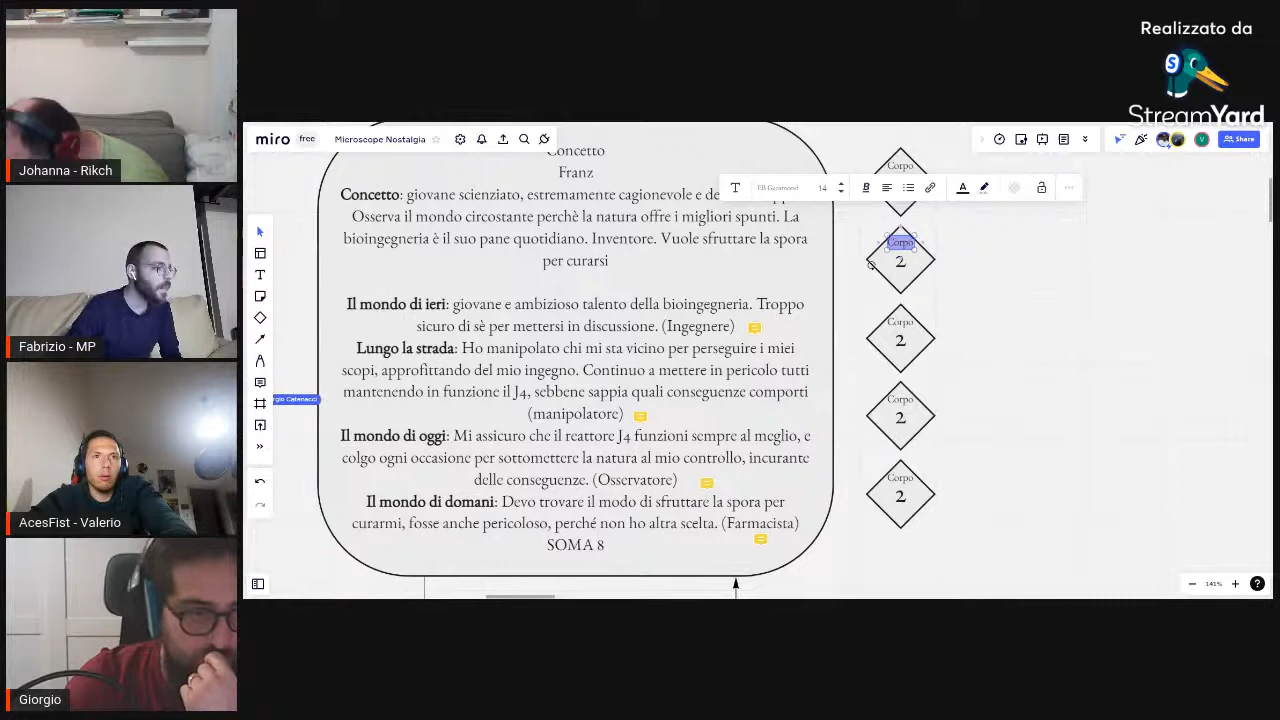 Realizzato da
StreamYard
Johanna - Rikch
Fabrizio - MP
AcesFist - Valerio
Giorgio
miro
free
Microscope Nostalgia
Share
EB Garamond
14
Concetto
Franz
Concetto: giovane scienziato, estremamente cagionevole e
Osserva il mondo circostante perchè la natura offre i migliori spunti. La
bioingegneria è il suo pane quotidiano. Inventore. Vuole sfruttare la spora
per curarsi
Il mondo di ieri: giovane e ambizioso talento della bioingegneria. Troppo
sicuro di sè per mettersi in discussione. (Ingegnere)
Lungo la strada: Ho manipolato chi mi sta vicino per perseguire i miei
scopi, approfittando del mio ingegno. Continuo a mettere in pericolo tutti
mantenendo in funzione il J4, sebbene sappia quali conseguenze comporti
(manipolatore)
Il mondo di oggi: Mi assicuro che il reattore J4 funzioni sempre al meglio, e
colgo ogni occasione per sottomettere la natura al mio controllo, incurante
delle conseguenze. (Osservatore)
Il mondo di domani: Devo trovare il modo di sfruttare la spora per
curarmi, fosse anche pericoloso, perché non ho altra scelta. (Farmacista)
SOMA 8
Corpo
Corpo
2
Corpo
2
Corpo
2
Corpo
2
rgio Catenacci
141%